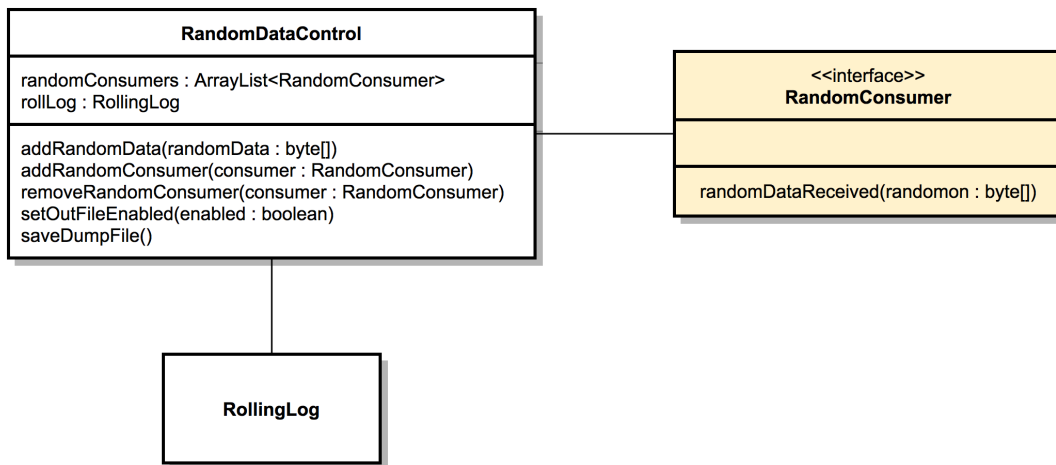 RandomDataControl
randomConsumers : ArrayList<RandomConsumer>
rollLog : RollingLog
addRandomData(randomData : byte[])
addRandomConsumer(consumer : RandomConsumer)
removeRandomConsumer(consumer : RandomConsumer)
setOutFileEnabled(enabled : boolean)
saveDumpFile()
<<interface>>
RandomConsumer
randomDataReceived(randomon : byte[])
RollingLog